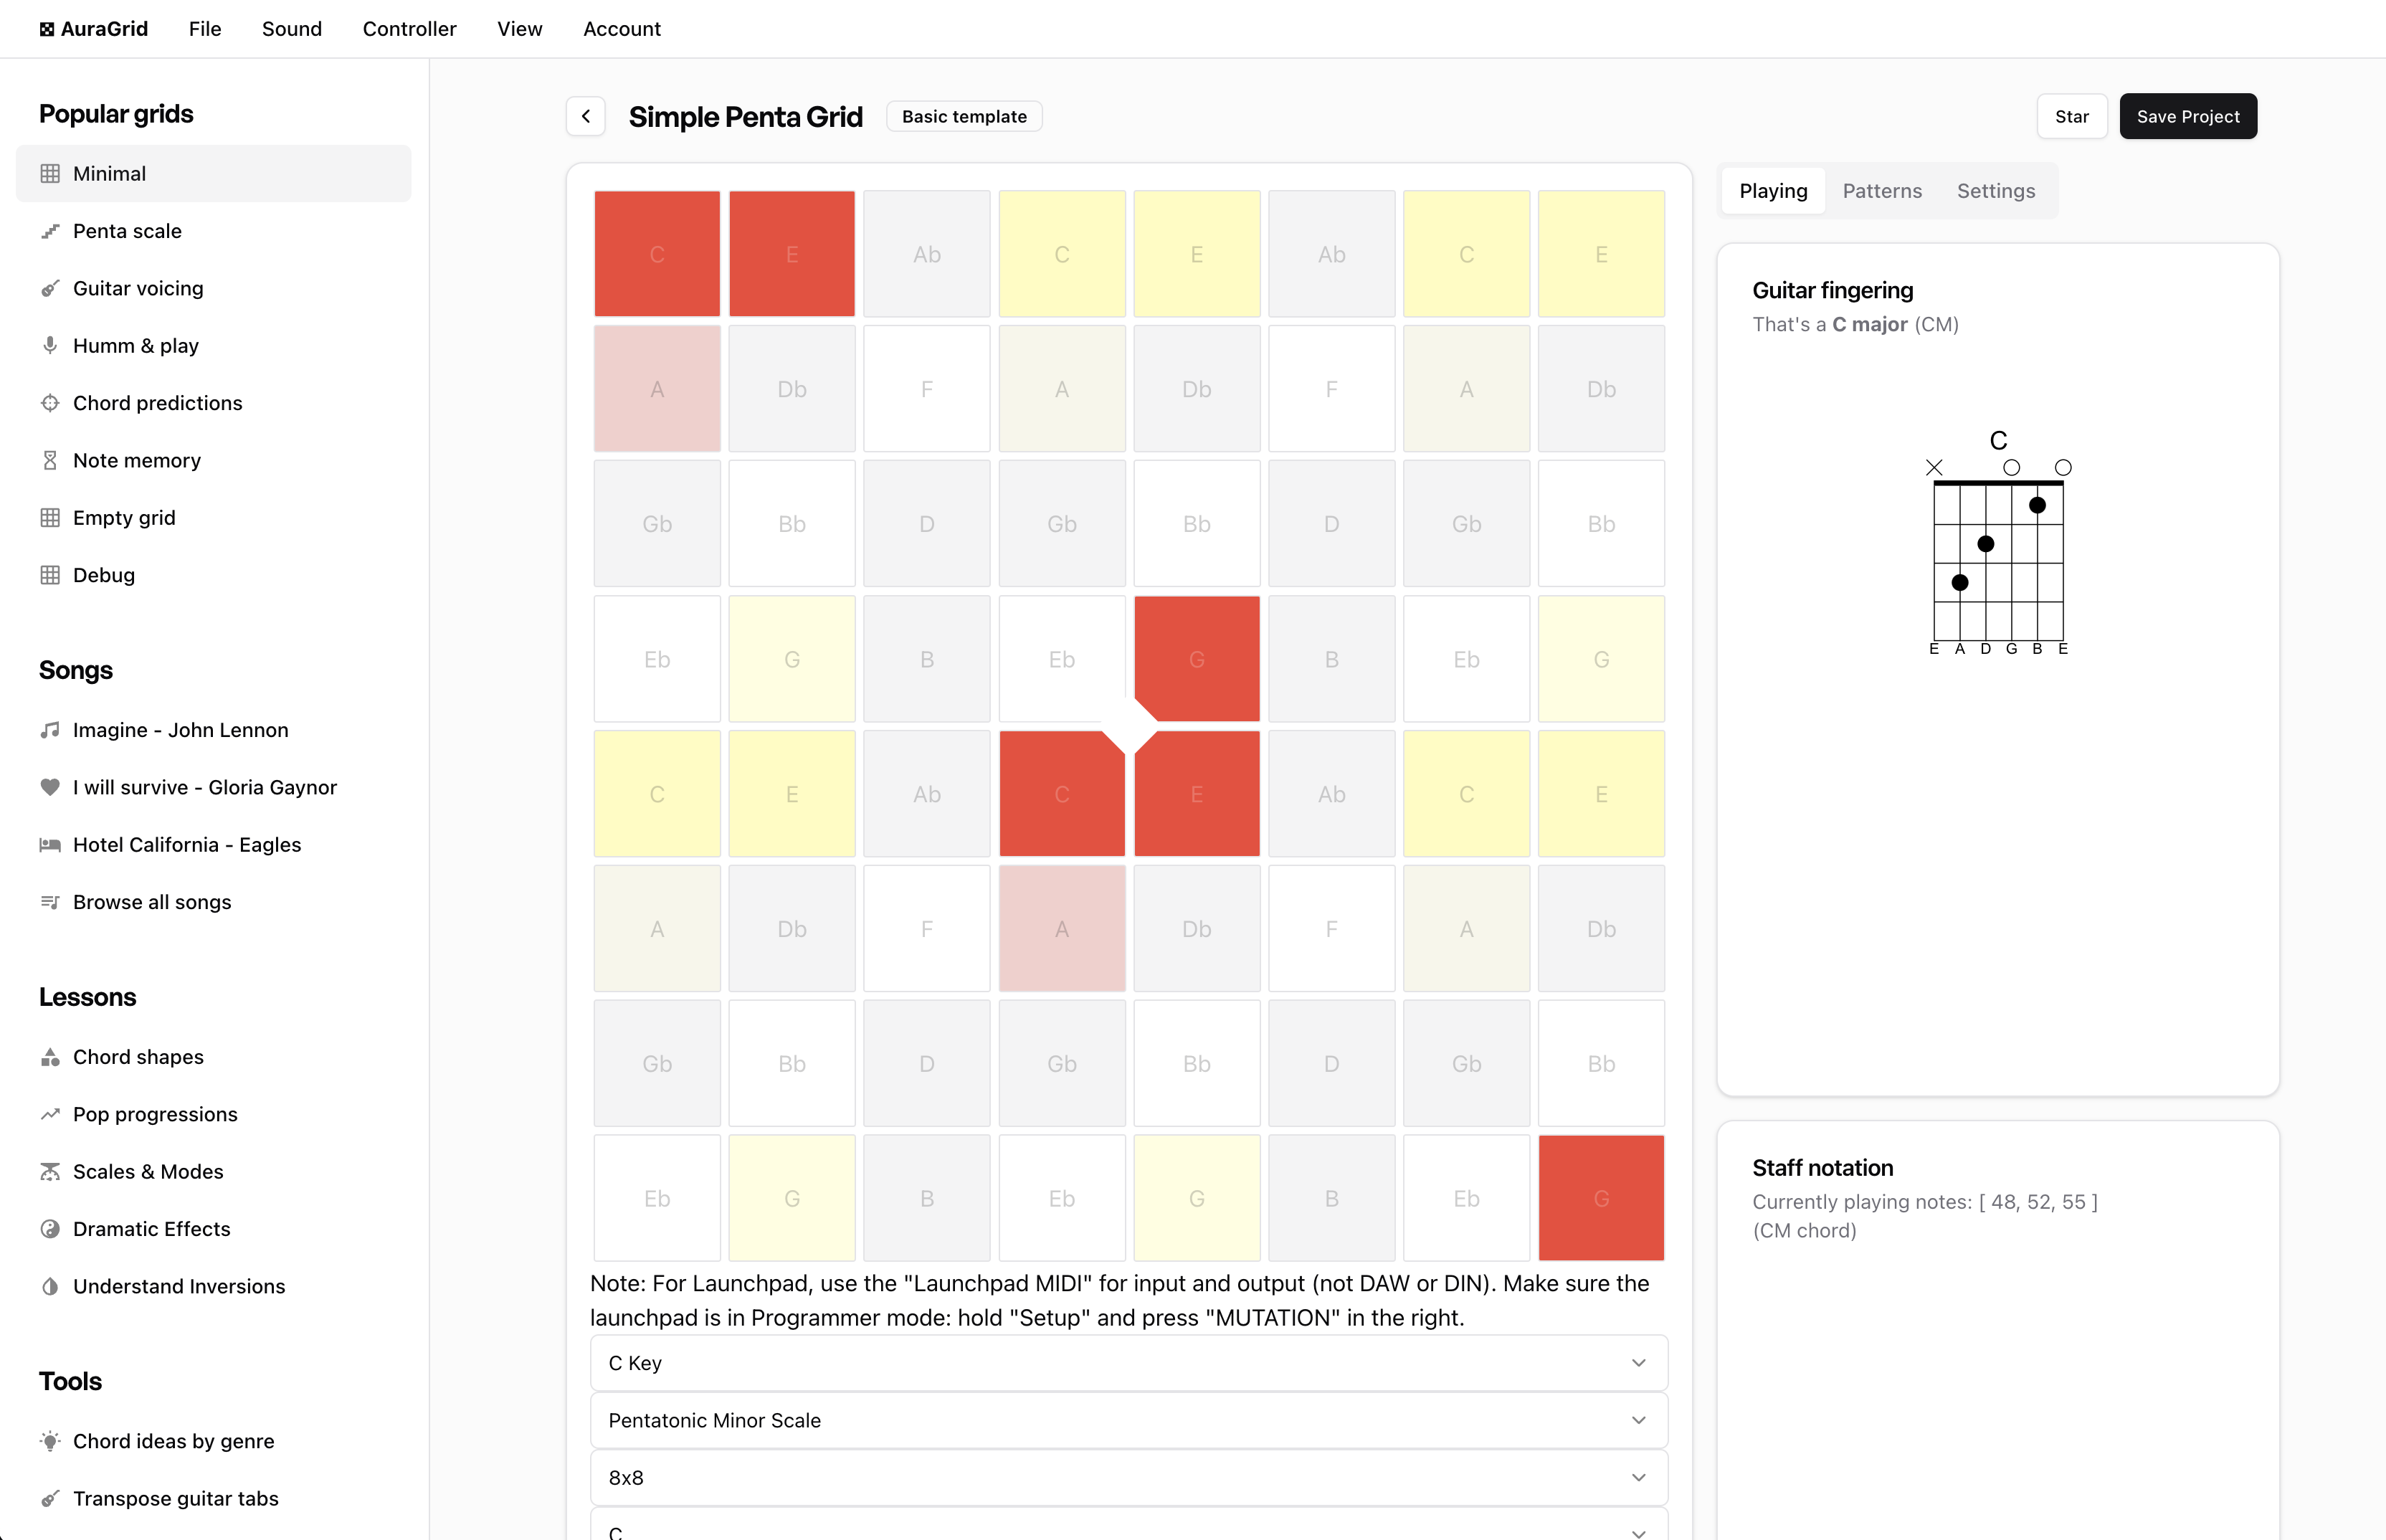 AuraGrid File Sound Controller View Account
Popular grids
Minimal
Penta scale
Guitar voicing
Humm & play
Chord predictions
Note memory
Empty grid
Debug
Songs
Imagine - John Lennon
I will survive - Gloria Gaynor
Hotel California - Eagles
Browse all songs
Lessons
Chord shapes
Pop progressions
Scales & Modes
Dramatic Effects
Understand Inversions
Tools
Chord ideas by genre
Transpose guitar tabs
Simple Penta Grid Basic template Star Save Project
C E Ab C E Ab C E
A Db F A Db F A Db
Gb Bb D Gb Bb D Gb Bb
Eb G B Eb G B Eb G
C E Ab C E Ab C E
A Db F A Db F A Db
Gb Bb D Gb Bb D Gb Bb
Eb G B Eb G B Eb G
Note: For Launchpad, use the "Launchpad MIDI" for input and output (not DAW or DIN). Make sure the
launchpad is in Programmer mode: hold "Setup" and press "MUTATION" in the right.
C Key
Pentatonic Minor Scale
8x8
C
Playing Patterns Settings
Guitar fingering
That's a C major (CM)
C
E A D G B E
Staff notation
Currently playing notes: [ 48, 52, 55 ]
(CM chord)